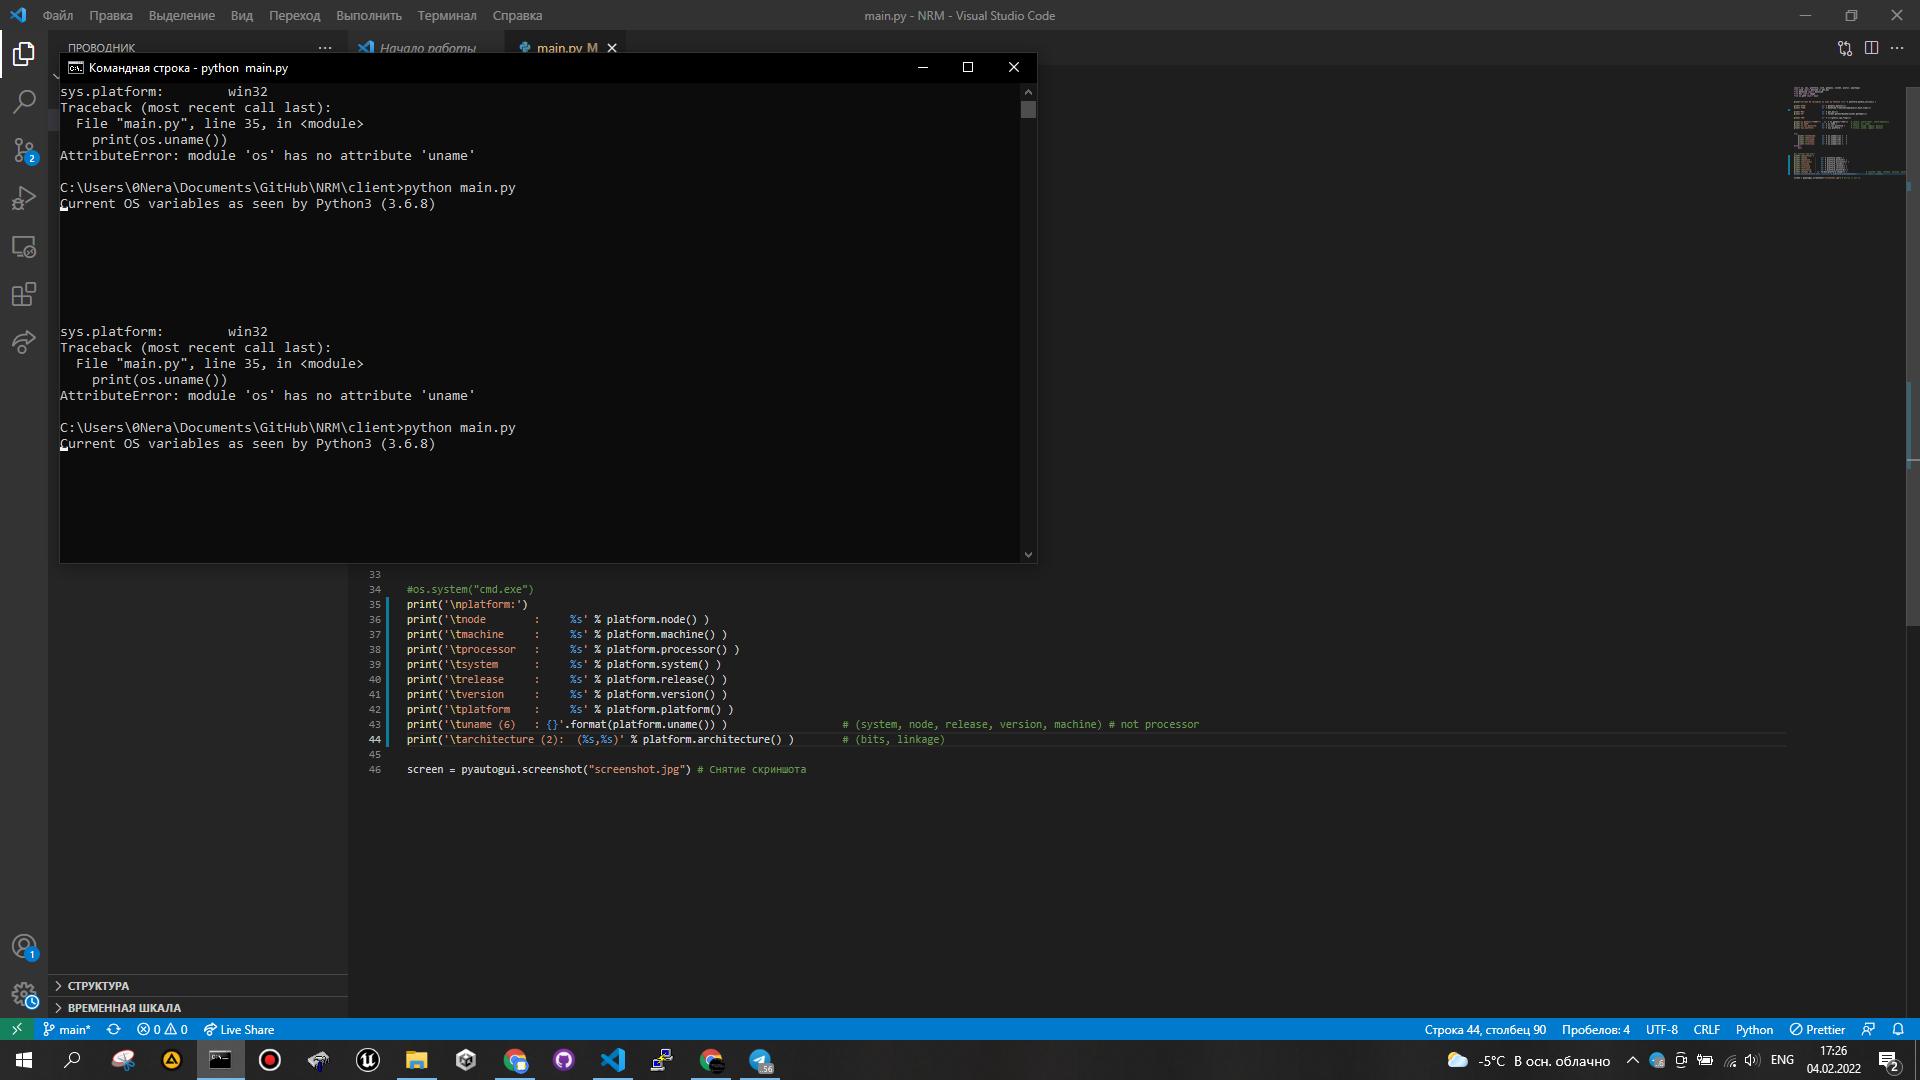 Файл Правка Выделение Вид Переход Выполнить Терминал Справка
main.py - NRM - Visual Studio Code
ПРОВОДНИК
Начало работы
main.py M
Командная строка - python main.py
sys.platform: win32
Traceback (most recent call last):
File "main.py", line 35, in <module>
print(os.uname())
AttributeError: module 'os' has no attribute 'uname'
C:\Users\0Nera\Documents\GitHub\NRM\client>python main.py
Current OS variables as seen by Python3 (3.6.8)
sys.platform: win32
Traceback (most recent call last):
File "main.py", line 35, in <module>
print(os.uname())
AttributeError: module 'os' has no attribute 'uname'
C:\Users\0Nera\Documents\GitHub\NRM\client>python main.py
Current OS variables as seen by Python3 (3.6.8)
33
34 #os.system("cmd.exe")
35 print('\nplatform:')
36 print('\tnode : %s' % platform.node() )
37 print('\tmachine : %s' % platform.machine() )
38 print('\tprocessor : %s' % platform.processor() )
39 print('\tsystem : %s' % platform.system() )
40 print('\trelease : %s' % platform.release() )
41 print('\tversion : %s' % platform.version() )
42 print('\tplatform : %s' % platform.platform() )
43 print('\tuname (6) : {}'.format(platform.uname()) ) # (system, node, release, version, machine) # not processor
44 print('\tarchitecture (2): (%s,%s)' % platform.architecture() ) # (bits, linkage)
45
46 screen = pyautogui.screenshot("screenshot.jpg") # Снятие скриншота
2
1
СТРУКТУРА
ВРЕМЕННАЯ ШКАЛА
main* 0 0 Live Share
Строка 44, столбец 90 Пробелов: 4 UTF-8 CRLF Python Prettier
-5°C В осн. облачно ENG 17:26
04.02.2022
2